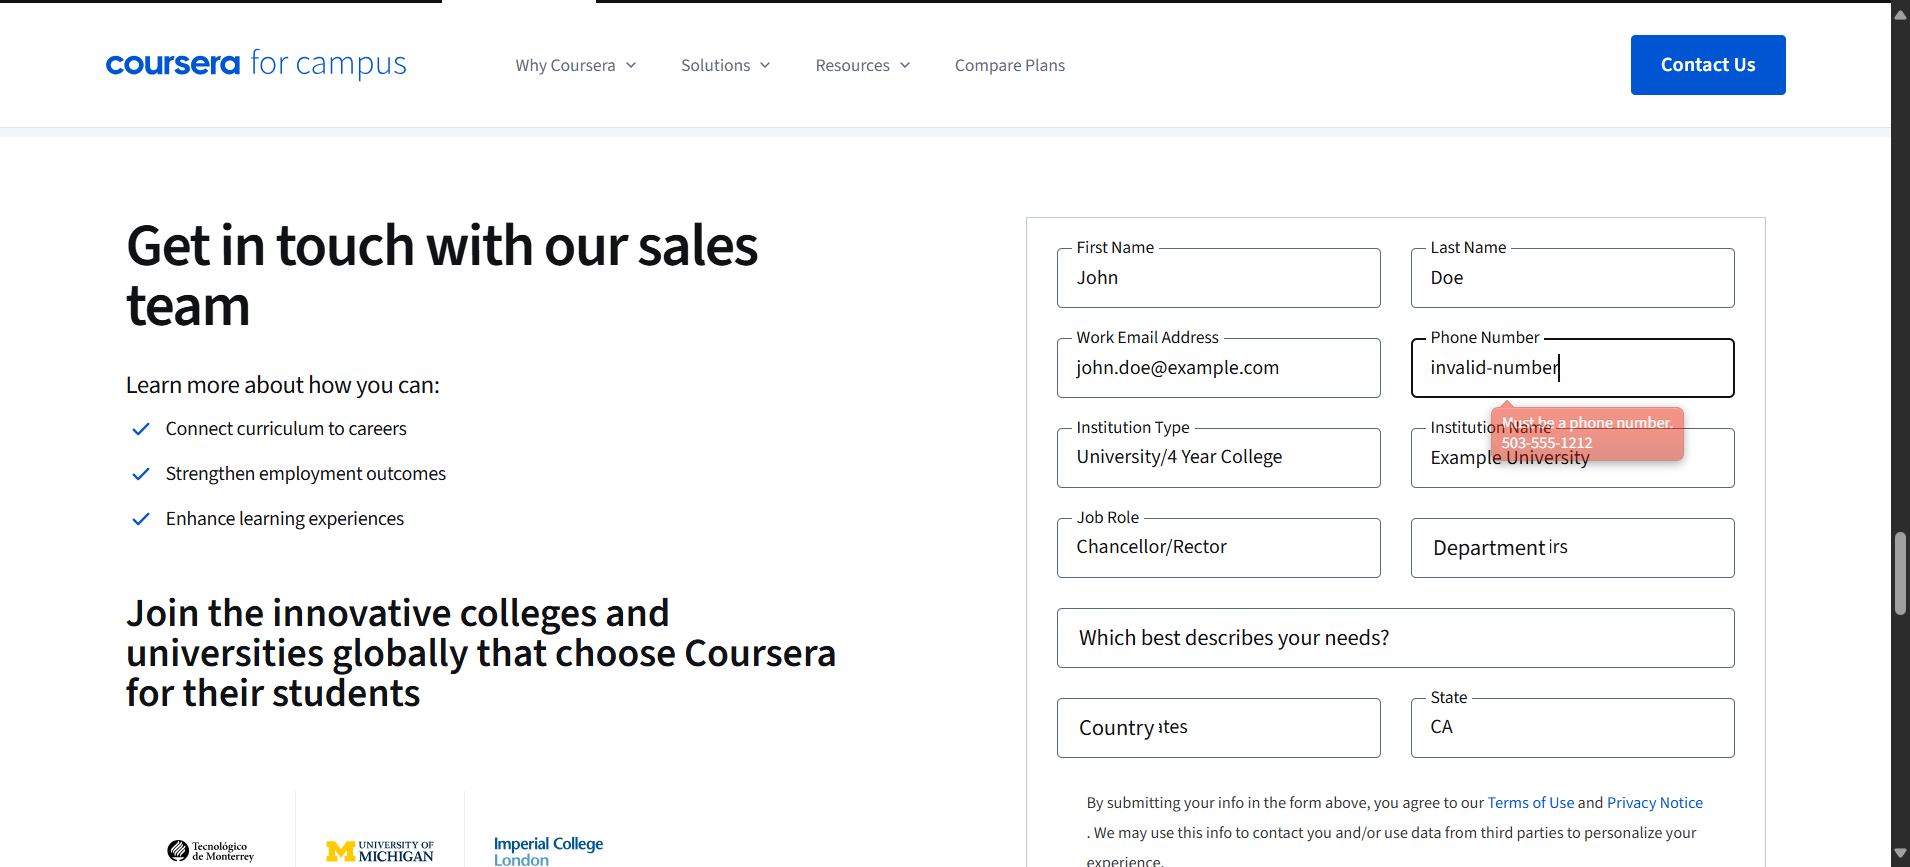 coursera for campus
Why Coursera
Solutions
Resources
Compare Plans
Contact Us
Get in touch with our sales
team
Learn more about how you can:
Connect curriculum to careers
Strengthen employment outcomes
Enhance learning experiences
Join the innovative colleges and
universities globally that choose Coursera
for their students
Tecnológico
de Monterrey
M UNIVERSITY OF
MICHIGAN
Imperial College
London
First Name
John
Last Name
Doe
Work Email Address
john.doe@example.com
Phone Number
invalid-number
Must be a phone number.
503-555-1212
Institution Type
University/4 Year College
Institution Name
Example University
Job Role
Chancellor/Rector
Department irs
Which best describes your needs?
Country ates
State
CA
By submitting your info in the form above, you agree to our Terms of Use and Privacy Notice
. We may use this info to contact you and/or use data from third parties to personalize your
experience.